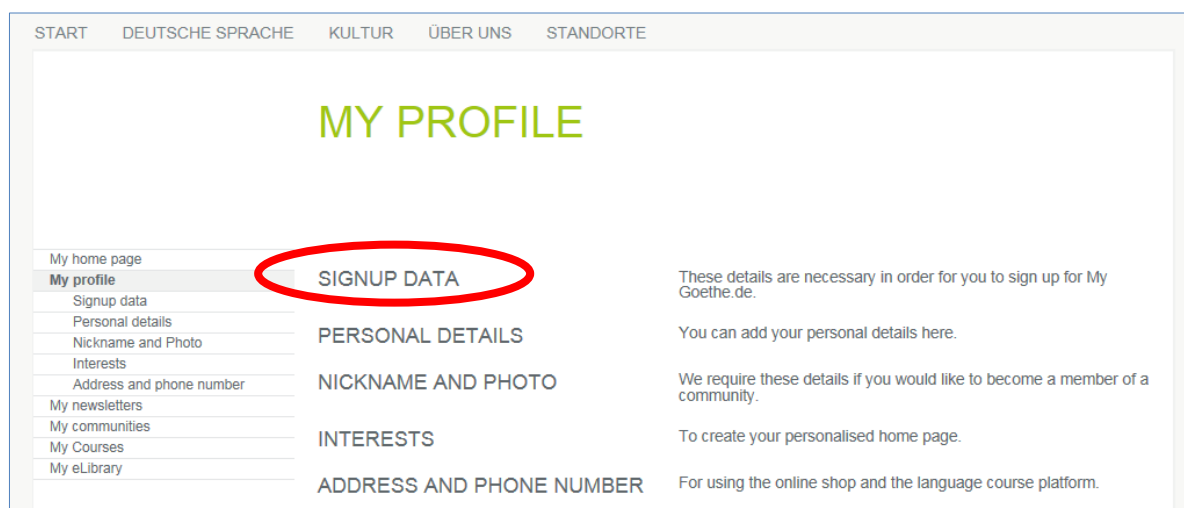 START DEUTSCHE SPRACHE KULTUR ÜBER UNS STANDORTE
MY PROFILE
My home page
My profile
Signup data
Personal details
Nickname and Photo
Interests
Address and phone number
My newsletters
My communities
My Courses
My eLibrary
SIGNUP DATA
These details are necessary in order for you to sign up for My
Goethe.de.
PERSONAL DETAILS
You can add your personal details here.
NICKNAME AND PHOTO
We require these details if you would like to become a member of a
community.
INTERESTS
To create your personalised home page.
ADDRESS AND PHONE NUMBER
For using the online shop and the language course platform.